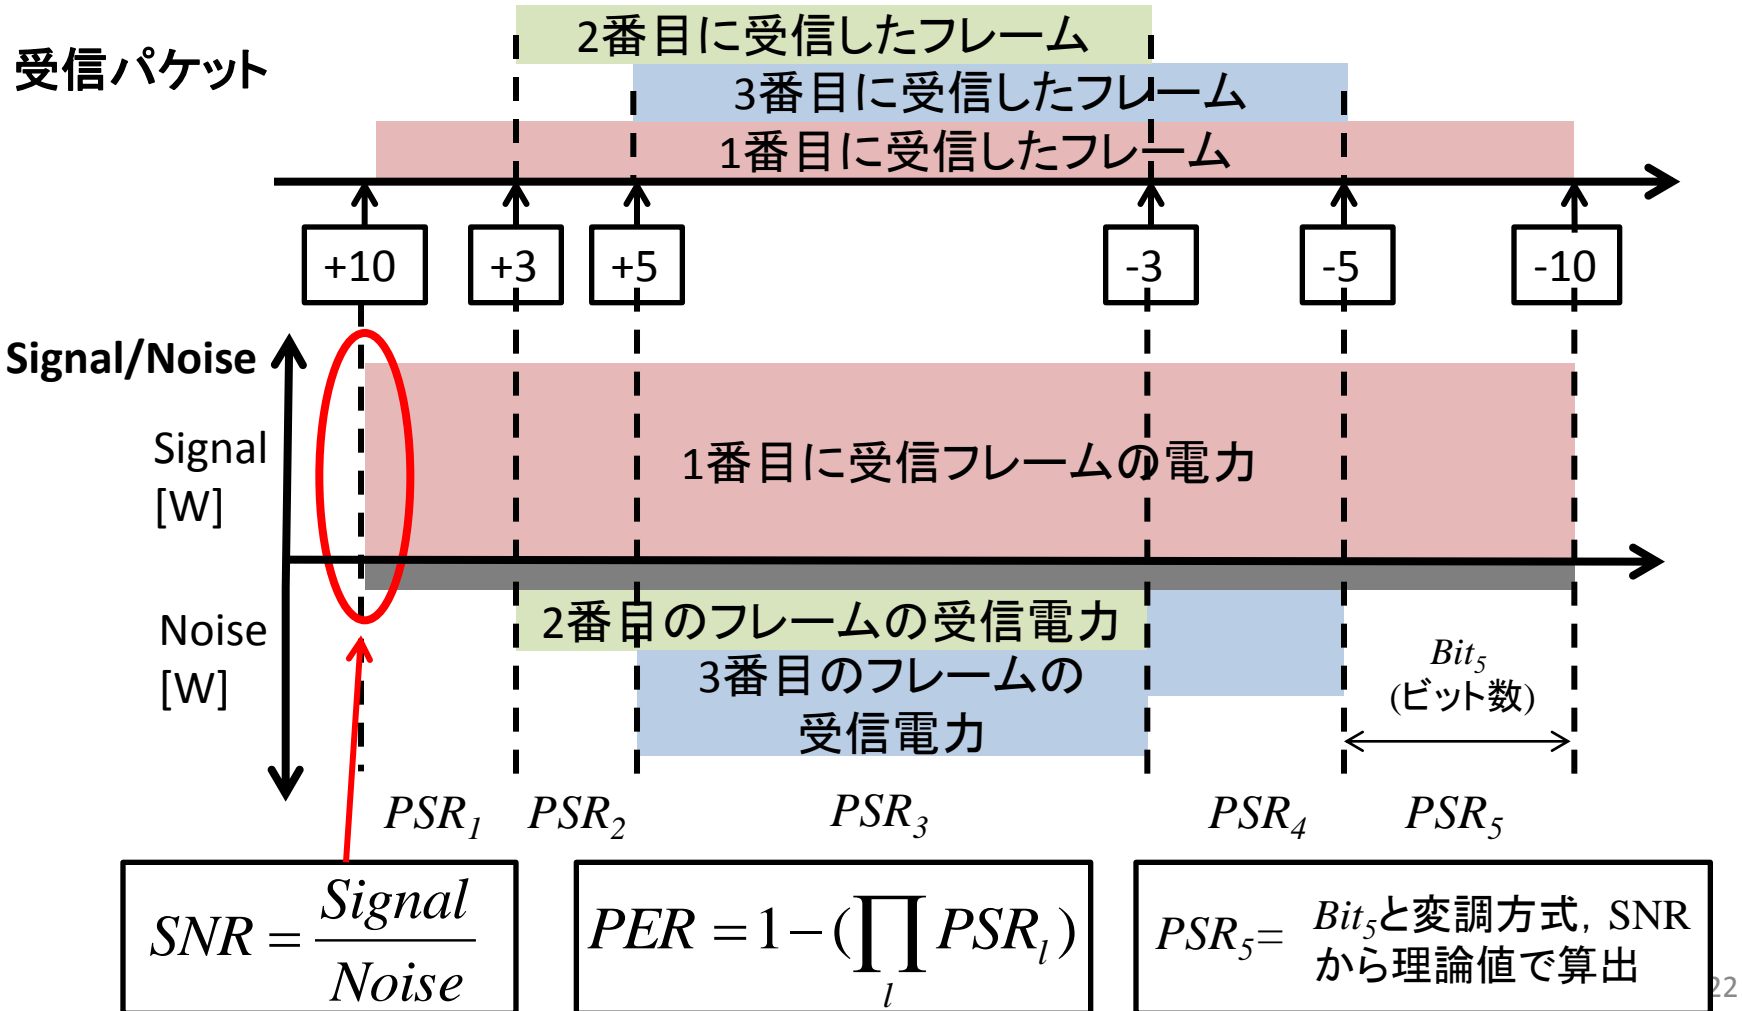 2番目に受信したフレーム
受信パケット
3番目に受信したフレーム
1番目に受信したフレーム
+10
+3
+5
-3
-5
-10
Signal/Noise
Signal
[W]
1番目に受信フレームの電力
Noise
[W]
2番目のフレームの受信電力
3番目のフレームの
受信電力
Bit5
(ビット数)
PSR1
PSR2
PSR3
PSR4
PSR5
SNR = Signal / Noise
PER = 1 − (∏l PSRl)
PSR5= Bit5と変調方式, SNR
から理論値で算出
22